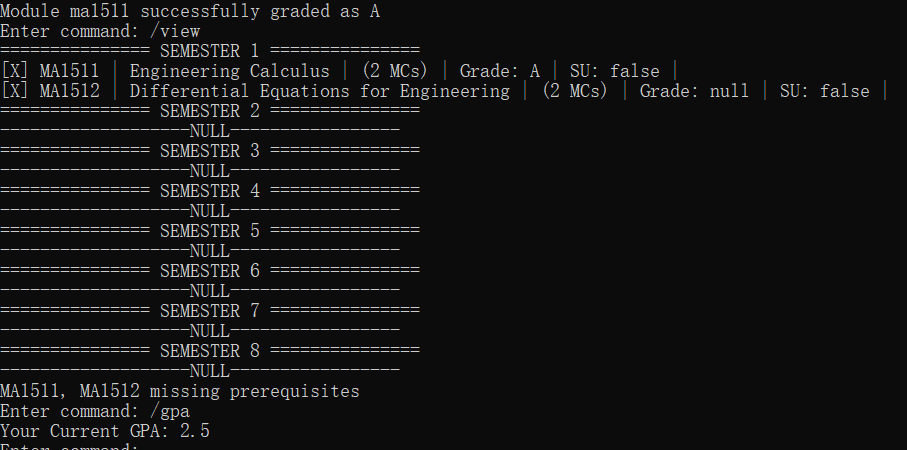 Module ma1511 successfully graded as A
Enter command: /view
=============== SEMESTER 1 ===============
[X] MA1511 | Engineering Calculus | (2 MCs) | Grade: A | SU: false |
[X] MA1512 | Differential Equations for Engineering | (2 MCs) | Grade: null | SU: false |
=============== SEMESTER 2 ===============
-------------------NULL-----------------
=============== SEMESTER 3 ===============
-------------------NULL-----------------
=============== SEMESTER 4 ===============
-------------------NULL-----------------
=============== SEMESTER 5 ===============
-------------------NULL-----------------
=============== SEMESTER 6 ===============
-------------------NULL-----------------
=============== SEMESTER 7 ===============
-------------------NULL-----------------
=============== SEMESTER 8 ===============
-------------------NULL-----------------
MA1511, MA1512 missing prerequisites
Enter command: /gpa
Your Current GPA: 2.5
Enter command: